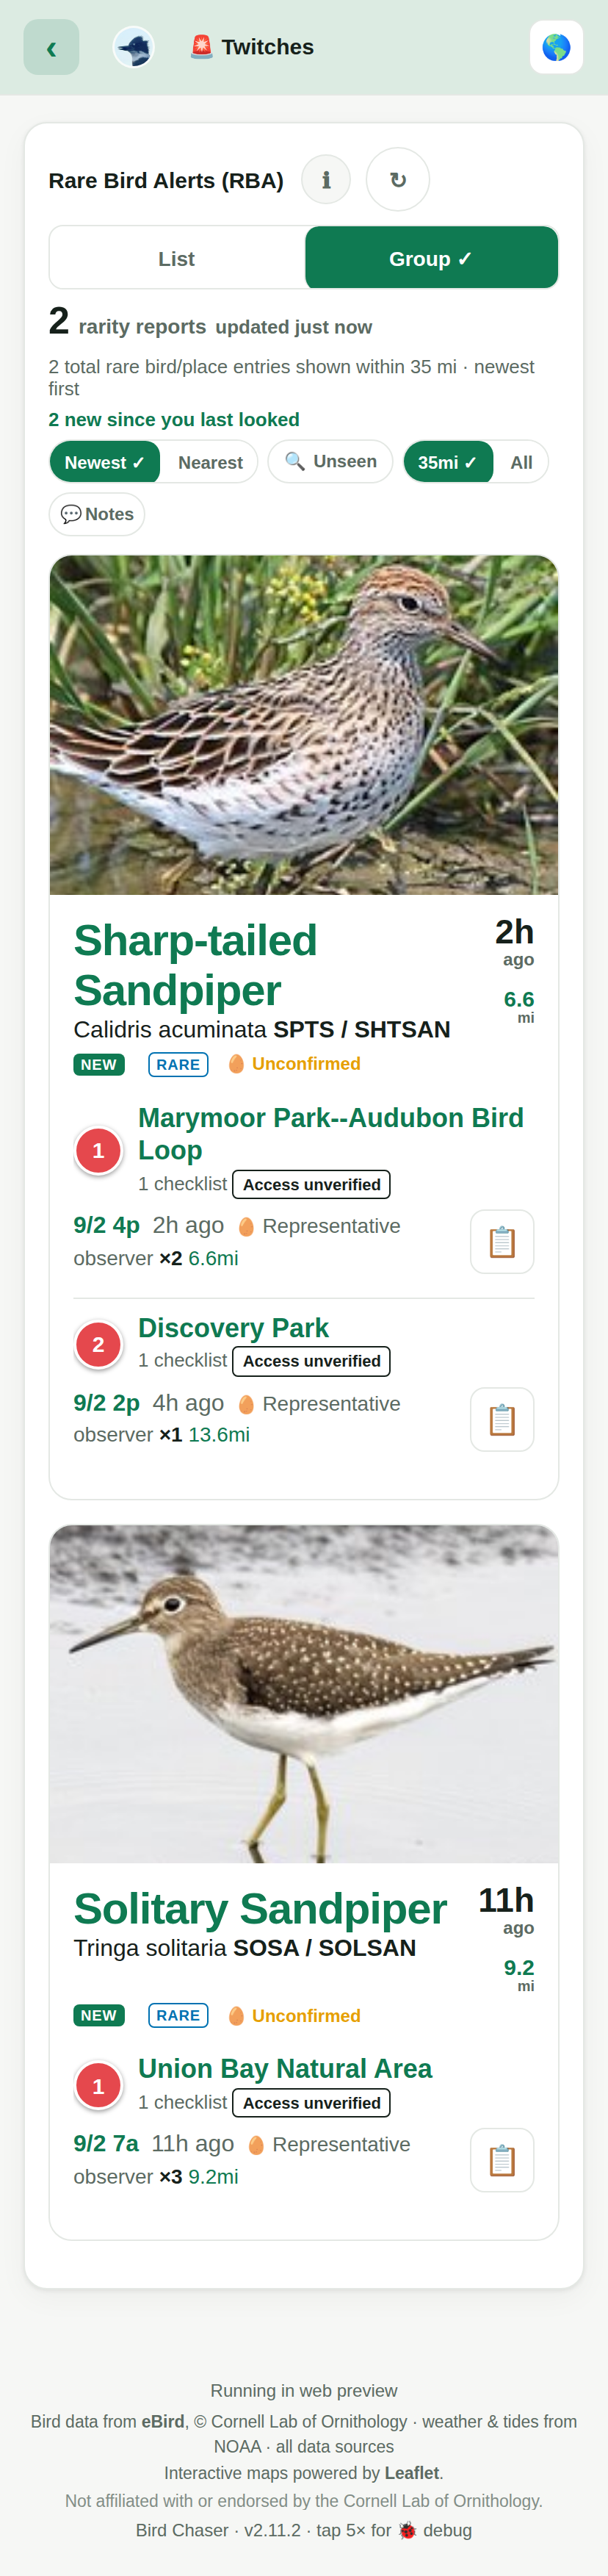 ‹ 🚨 Twitches 🌎
Rare Bird Alerts (RBA) ℹ ↻
List Group ✓
2 rarity reports updated just now
2 total rare bird/place entries shown within 35 mi · newest
first
2 new since you last looked
Newest ✓ Nearest 🔍 Unseen 35mi ✓ All
💬 Notes
Sharp-tailed
Sandpiper
2h
ago
6.6
mi
Calidris acuminata SPTS / SHTSAN
NEW RARE 🥚 Unconfirmed
1
Marymoor Park--Audubon Bird
Loop
1 checklist Access unverified
9/2 4p 2h ago 🥚 Representative
observer ×2 6.6mi
📋
2
Discovery Park
1 checklist Access unverified
9/2 2p 4h ago 🥚 Representative
observer ×1 13.6mi
📋
Solitary Sandpiper
11h
ago
9.2
mi
Tringa solitaria SOSA / SOLSAN
NEW RARE 🥚 Unconfirmed
1
Union Bay Natural Area
1 checklist Access unverified
9/2 7a 11h ago 🥚 Representative
observer ×3 9.2mi
📋
Running in web preview
Bird data from eBird, © Cornell Lab of Ornithology · weather & tides from
NOAA · all data sources
Interactive maps powered by Leaflet.
Not affiliated with or endorsed by the Cornell Lab of Ornithology.
Bird Chaser · v2.11.2 · tap 5× for 🐞 debug